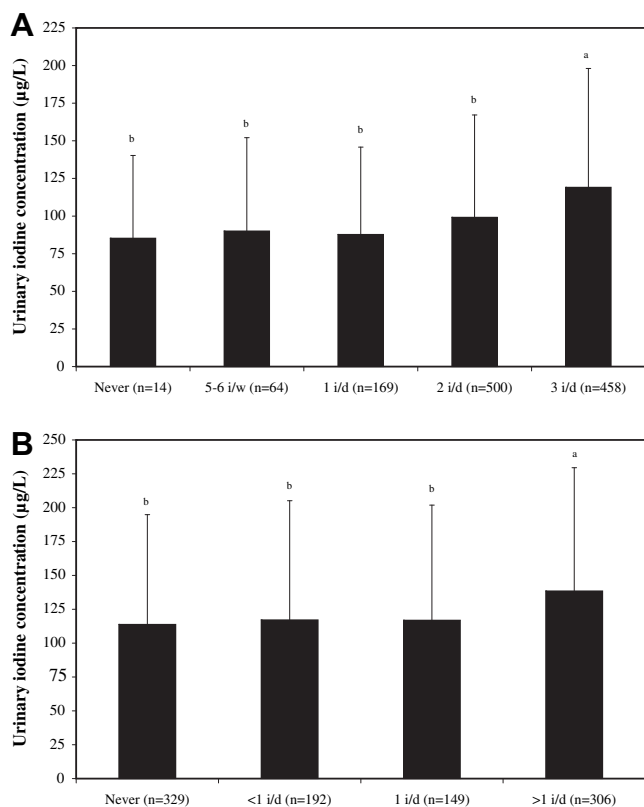 A
Urinary iodine concentration (µg/L)
225
200
175
150
125
100
75
50
25
0
b
b
b
b
a
Never (n=14)
5-6 i/w (n=64)
1 i/d (n=169)
2 i/d (n=500)
3 i/d (n=458)
B
Urinary iodine concentration (µg/L)
250
225
200
175
150
125
100
75
50
25
0
b
b
b
a
Never (n=329)
<1 i/d (n=192)
1 i/d (n=149)
>1 i/d (n=306)